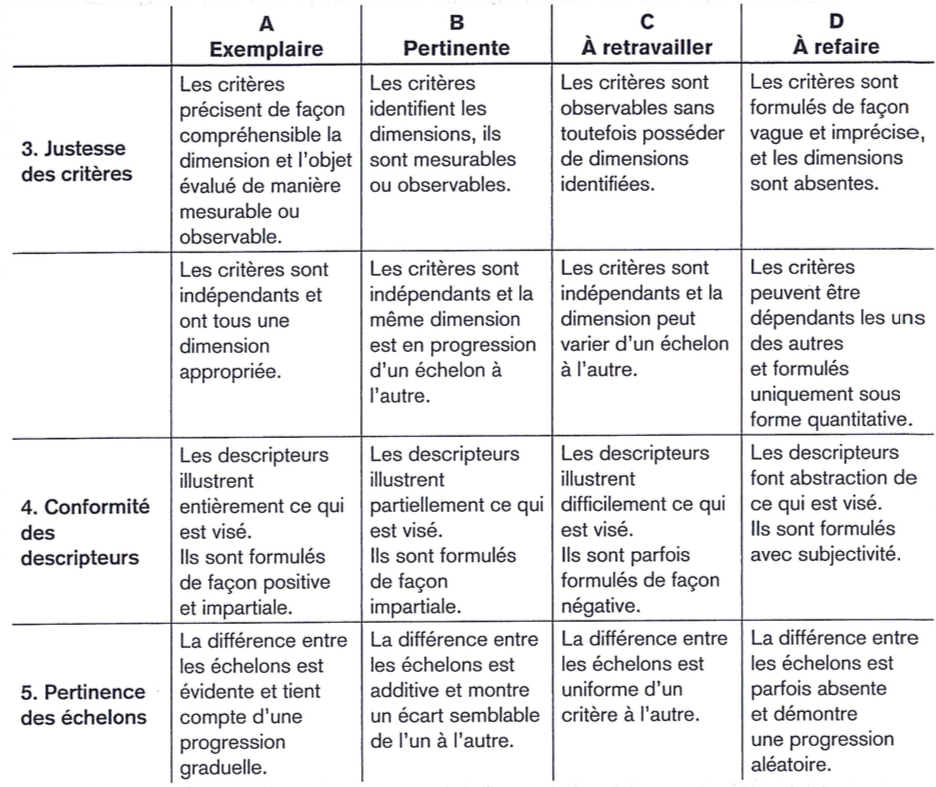 A
Exemplaire
B
Pertinente
C
À retravailler
D
À refaire
3. Justesse
des critères
Les critères
précisent de façon
compréhensible la
dimension et l'objet
évalué de manière
mesurable ou
observable.
Les critères
identifient les
dimensions, ils
sont mesurables
ou observables.
Les critères sont
observables sans
toutefois posséder
de dimensions
identifiées.
Les critères sont
formulés de façon
vague et imprécise,
et les dimensions
sont absentes.
Les critères sont
indépendants et
ont tous une
dimension
appropriée.
Les critères sont
indépendants et la
même dimension
est en progression
d'un échelon à
l'autre.
Les critères sont
indépendants et la
dimension peut
varier d'un échelon
à l'autre.
Les critères
peuvent être
dépendants les uns
des autres
et formulés
uniquement sous
forme quantitative.
4. Conformité
des
descripteurs
Les descripteurs
illustrent
entièrement ce qui
est visé.
Ils sont formulés
de façon positive
et impartiale.
Les descripteurs
illustrent
partiellement ce qui
est visé.
Ils sont formulés
de façon
impartiale.
Les descripteurs
illustrent
difficilement ce qui
est visé.
Ils sont parfois
formulés de façon
négative.
Les descripteurs
font abstraction de
ce qui est visé.
Ils sont formulés
avec subjectivité.
5. Pertinence
des échelons
La différence entre
les échelons est
évidente et tient
compte d'une
progression
graduelle.
La différence entre
les échelons est
additive et montre
un écart semblable
de l'un à l'autre.
La différence entre
les échelons est
uniforme d'un
critère à l'autre.
La différence entre
les échelons est
parfois absente
et démontre
une progression
aléatoire.